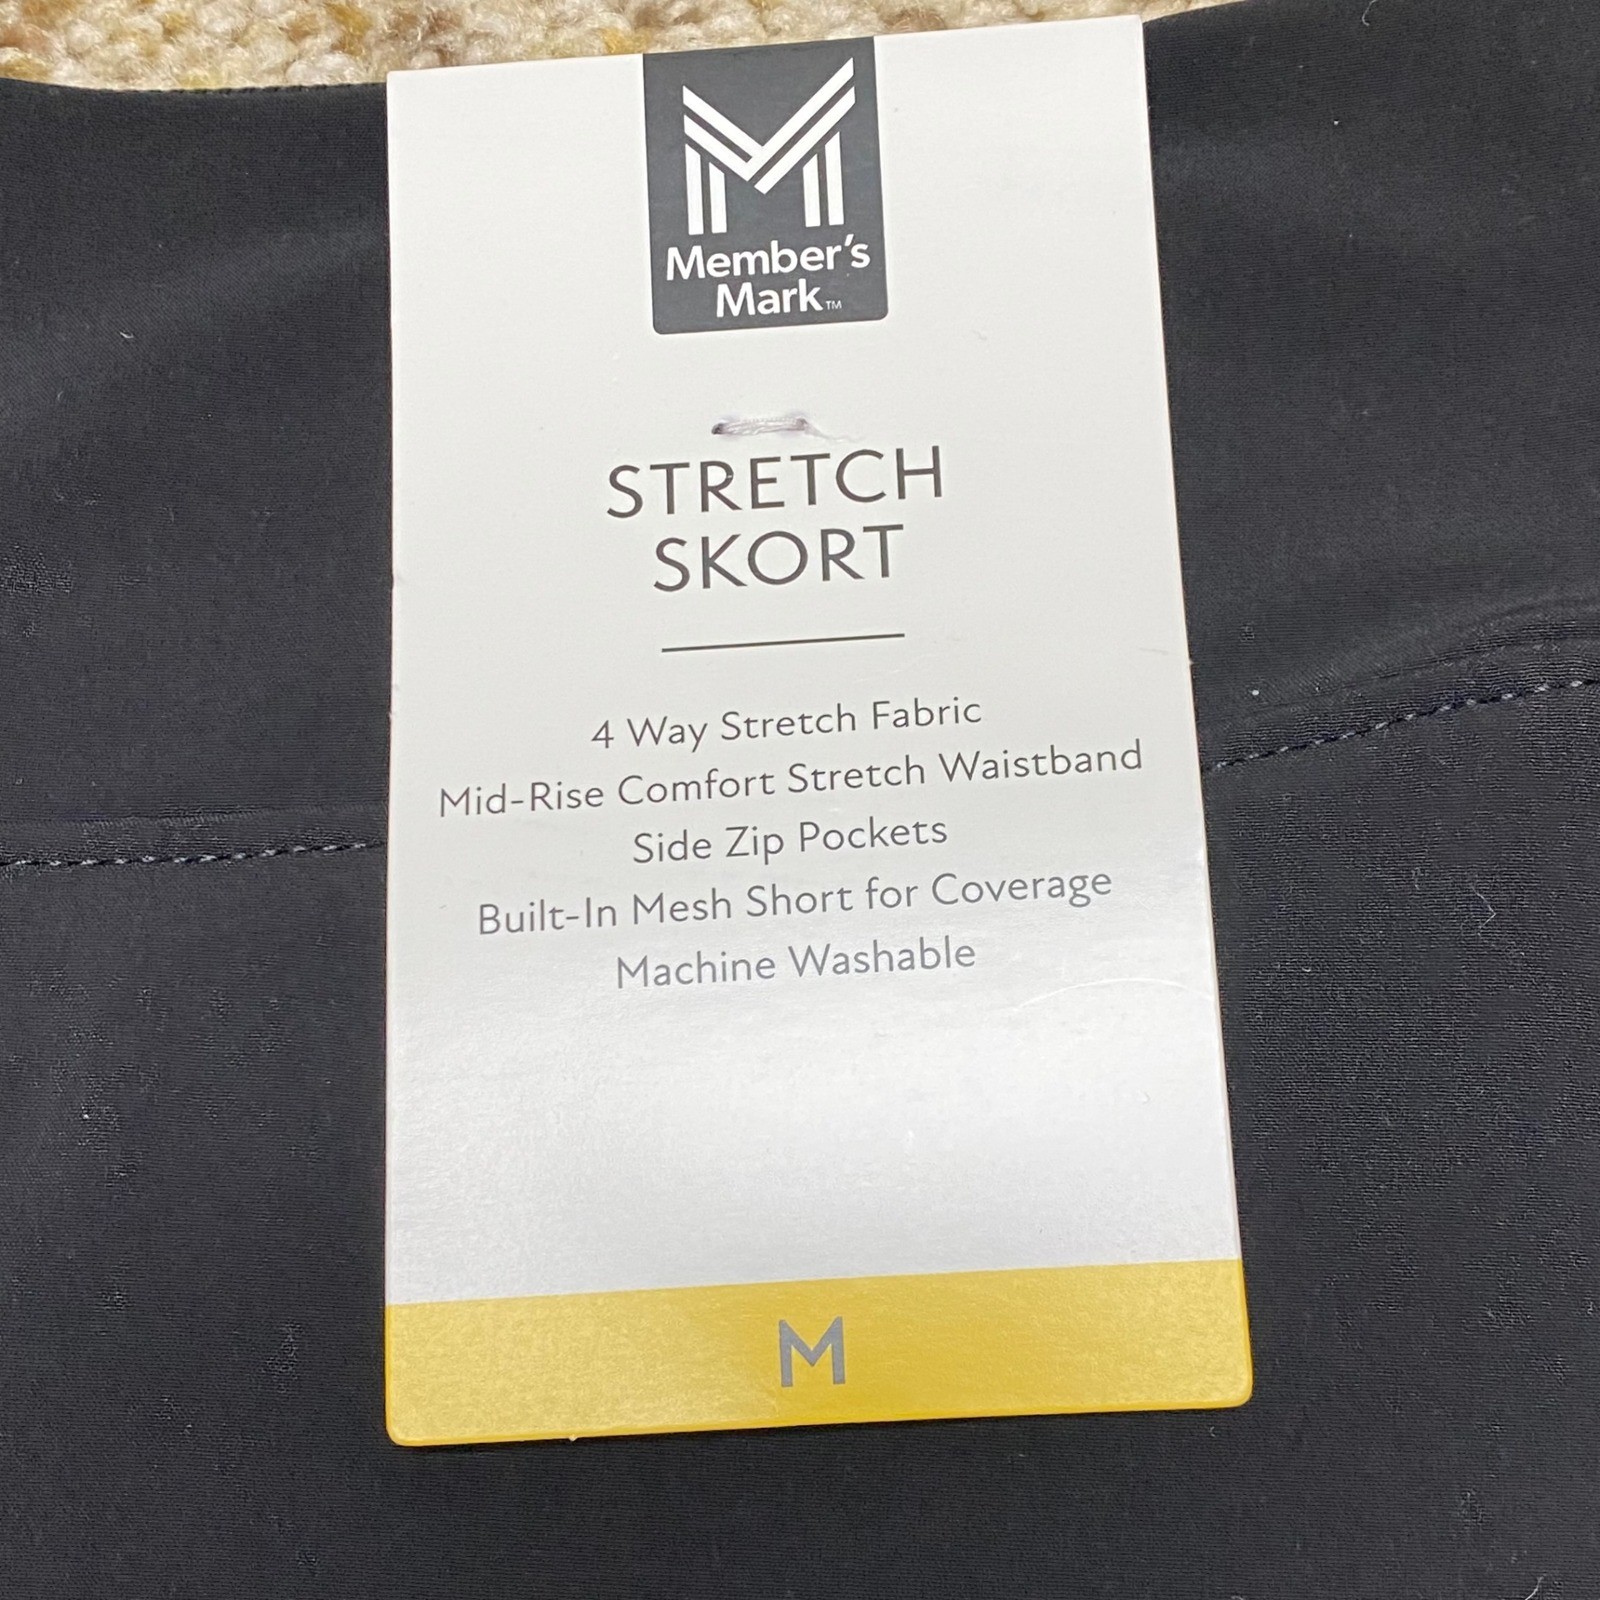 Member's
Mark™
STRETCH
SKORT
4 Way Stretch Fabric
Mid-Rise Comfort Stretch Waistband
Side Zip Pockets
Built-In Mesh Short for Coverage
Machine Washable
M